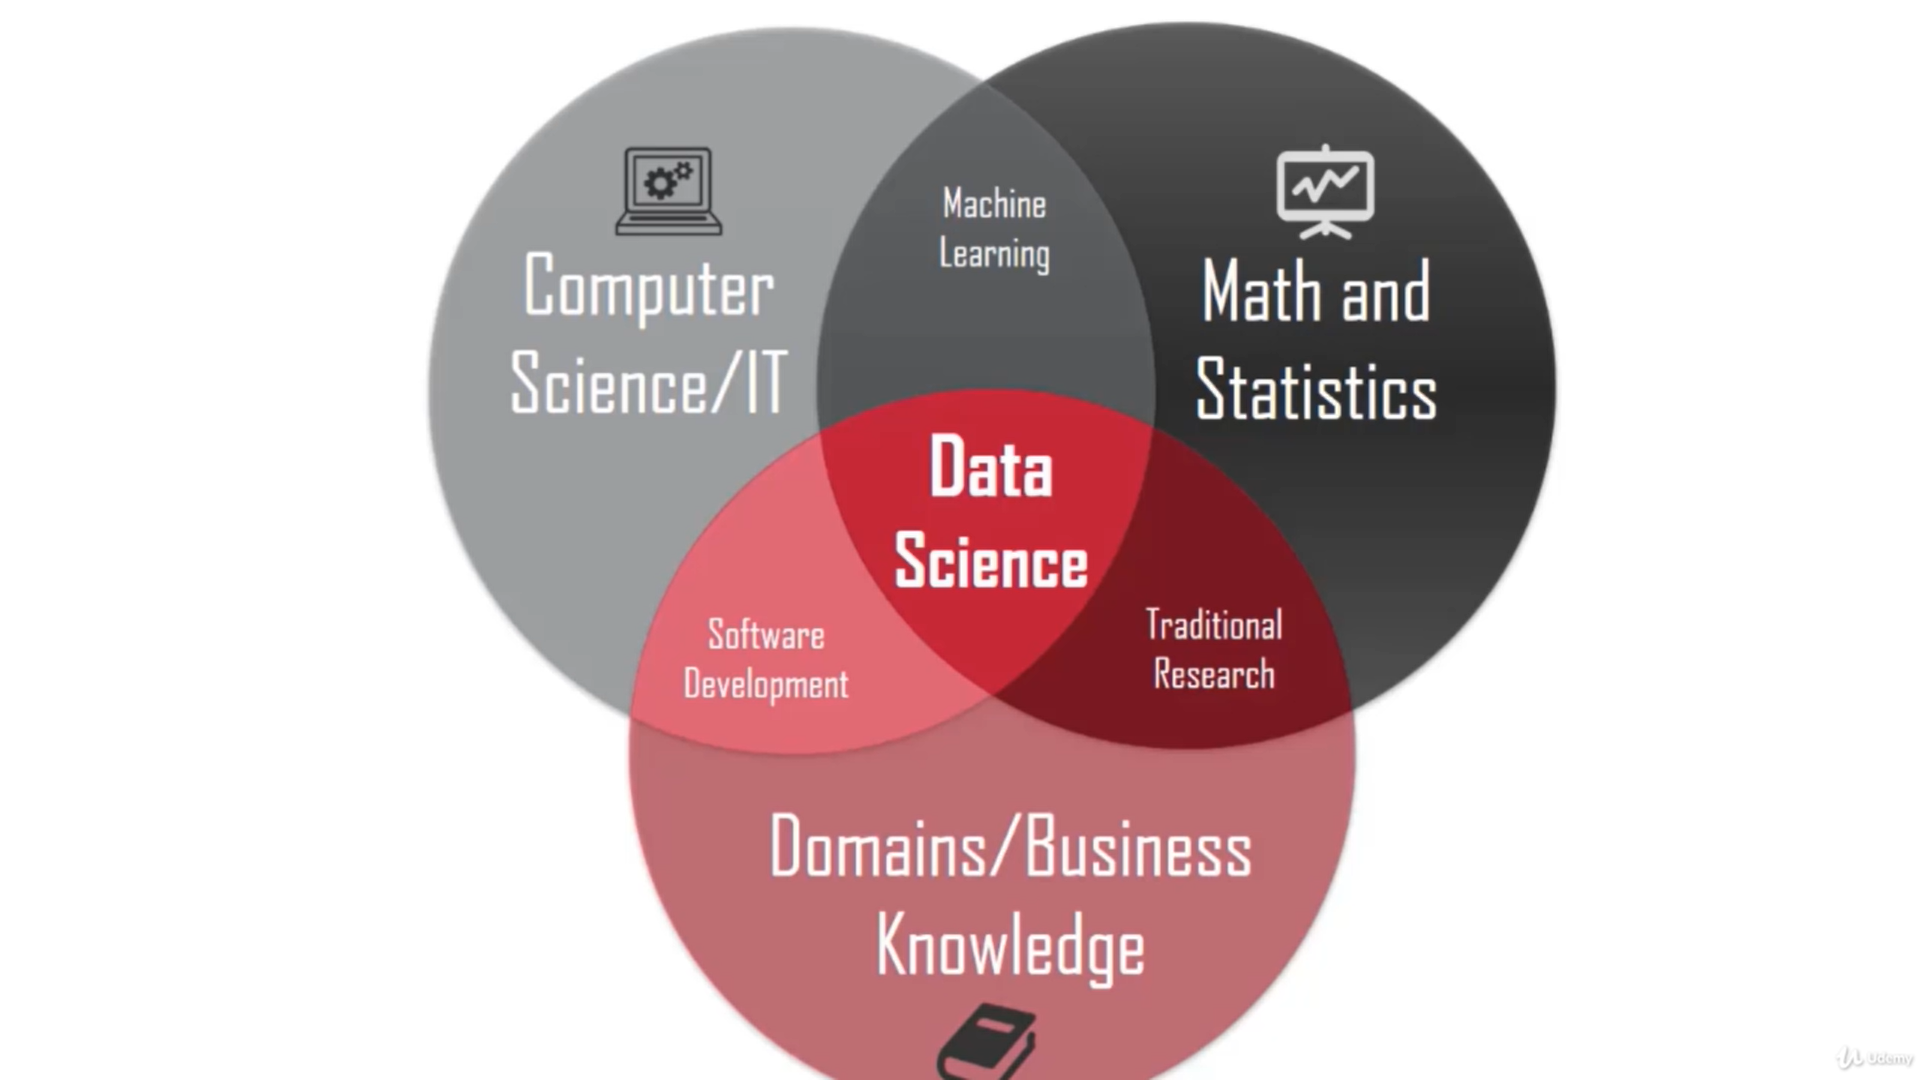 Machine
Learning
Computer
Science/IT
Math and
Statistics
Data
Science
Software
Development
Traditional
Research
Domains/Business
Knowledge
Udemy